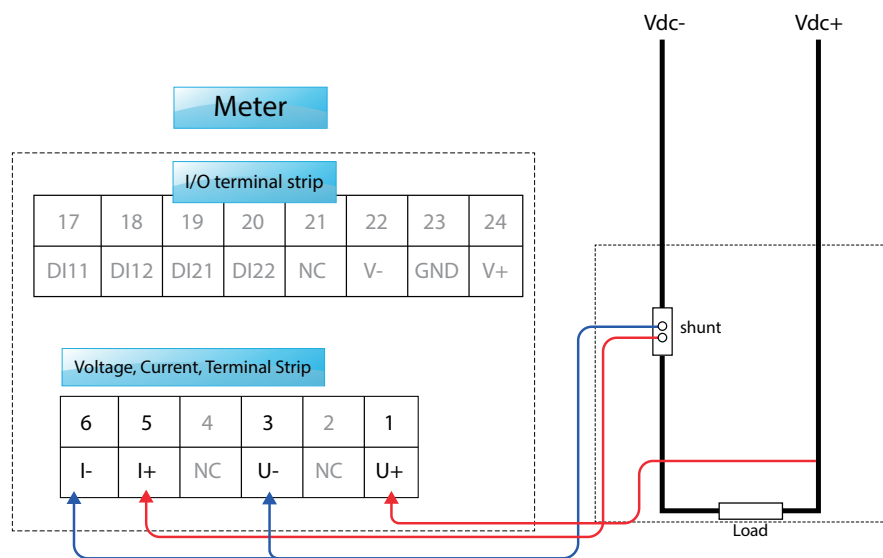 Vdc- Vdc+
Meter
I/O terminal strip
17 18 19 20 21 22 23 24
DI11 DI12 DI21 DI22 NC V- GND V+
shunt
Voltage, Current, Terminal Strip
6 5 4 3 2 1
I- I+ NC U- NC U+
Load